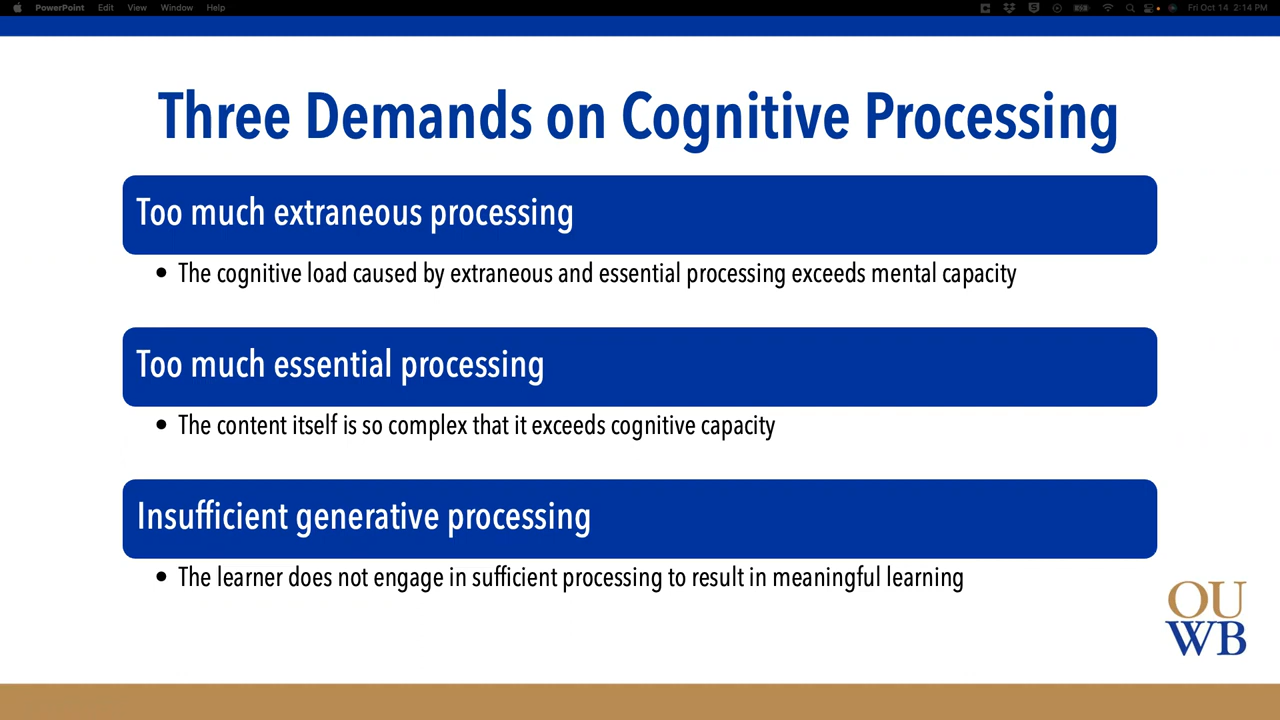 PowerPoint Edit View Window Help Fri Oct 14 2:14 PM
Three Demands on Cognitive Processing
Too much extraneous processing
• The cognitive load caused by extraneous and essential processing exceeds mental capacity
Too much essential processing
• The content itself is so complex that it exceeds cognitive capacity
Insufficient generative processing
• The learner does not engage in sufficient processing to result in meaningful learning
OU
WB